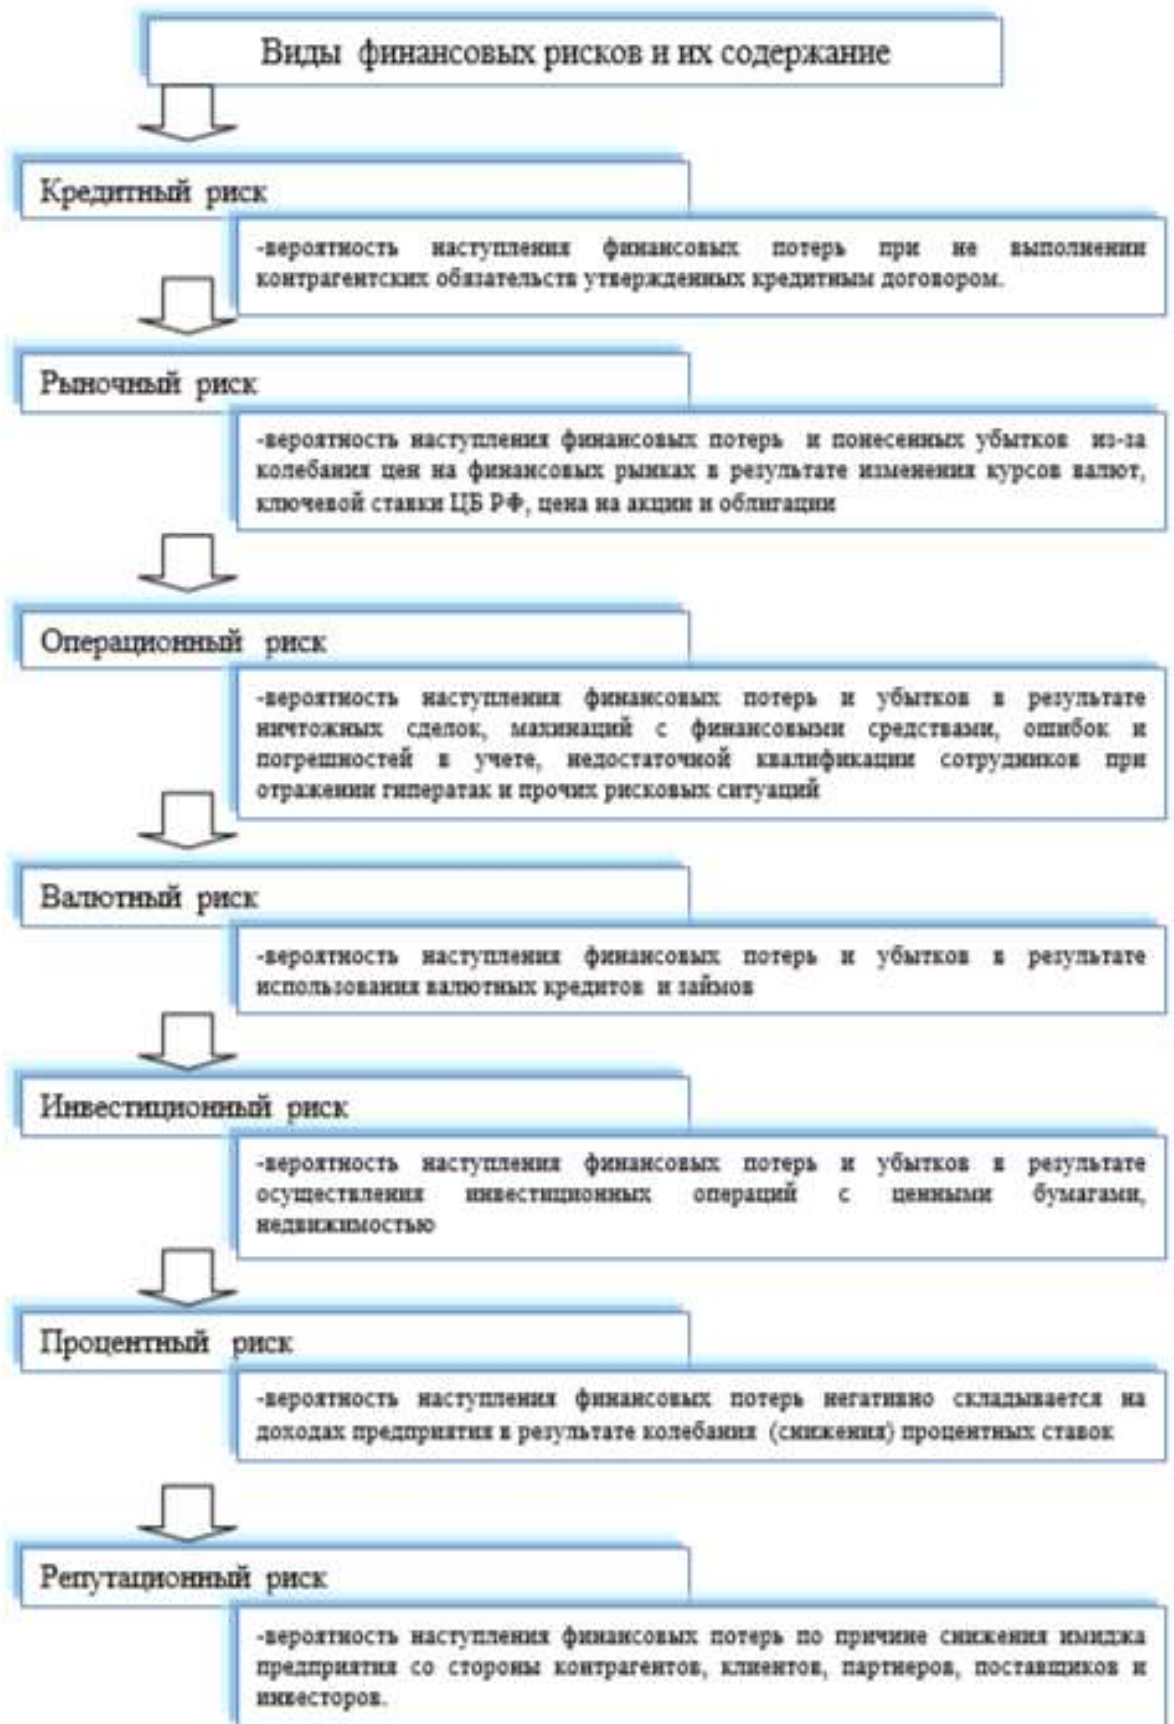 Виды финансовых рисков и их содержание
Кредитный риск
-вероятность наступления финансовых потерь при не выполнении
контрагентских обязательств утвержденных кредитным договором.
Рыночный риск
-вероятность наступления финансовых потерь и понесенных убытков из-за
колебания цен на финансовых рынках в результате изменения курсов валют,
ключевой ставки ЦБ РФ, цена на акции и облигации
Операционный риск
-вероятность наступления финансовых потерь и убытков в результате
ничтожных сделок, махинаций с финансовыми средствами, ошибок и
погрешностей в учете, недостаточной квалификации сотрудников при
отражении гиператак и прочих рисковых ситуаций
Валютный риск
-вероятность наступления финансовых потерь и убытков в результате
использования валютных кредитов и займов
Инвестиционный риск
-вероятность наступления финансовых потерь и убытков в результате
осуществления инвестиционных операций с ценными бумагами,
недвижимостью
Процентный риск
-вероятность наступления финансовых потерь негативно складывается на
доходах предприятия в результате колебания (снижения) процентных ставок
Репутационный риск
-вероятность наступления финансовых потерь по причине снижения имиджа
предприятия со стороны контрагентов, клиентов, партнеров, поставщиков и
инвесторов.